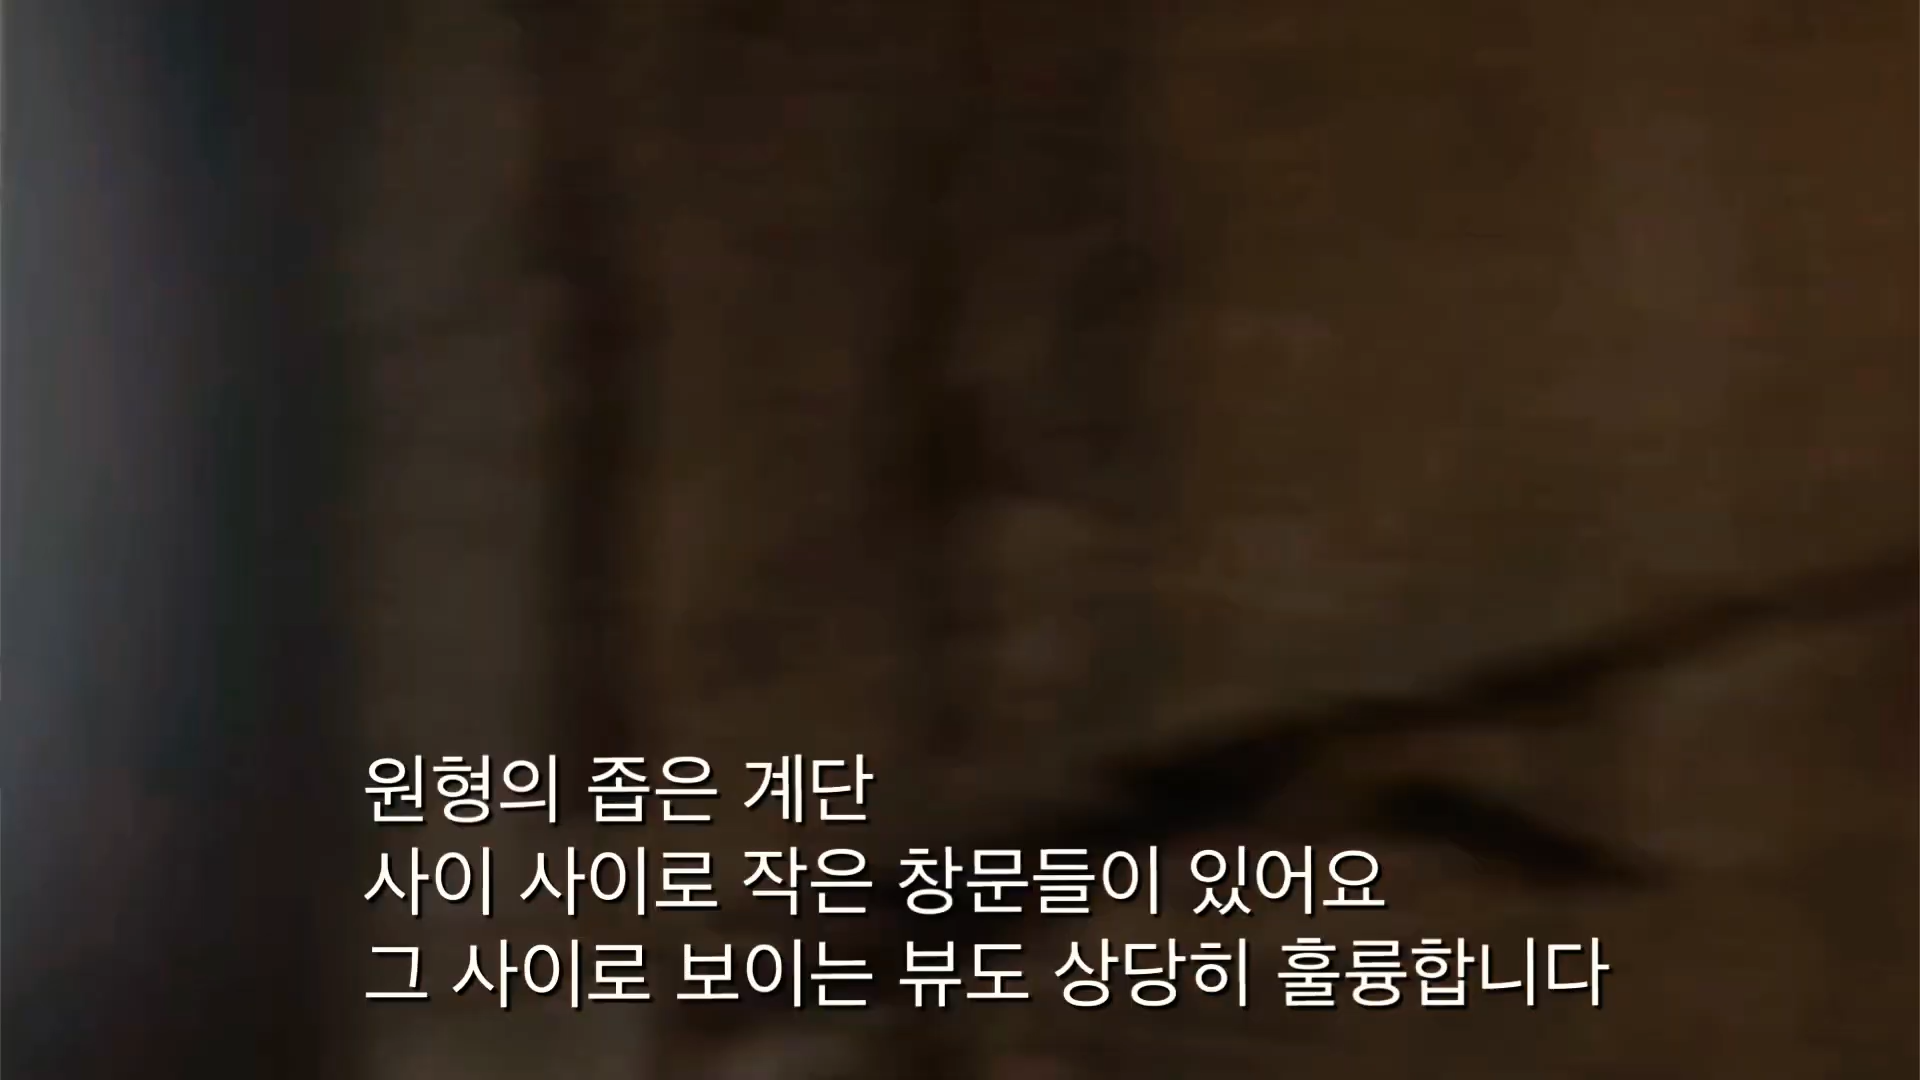 원형의 좁은 계단
사이 사이로 작은 창문들이 있어요
그 사이로 보이는 뷰도 상당히 훌륭합니다